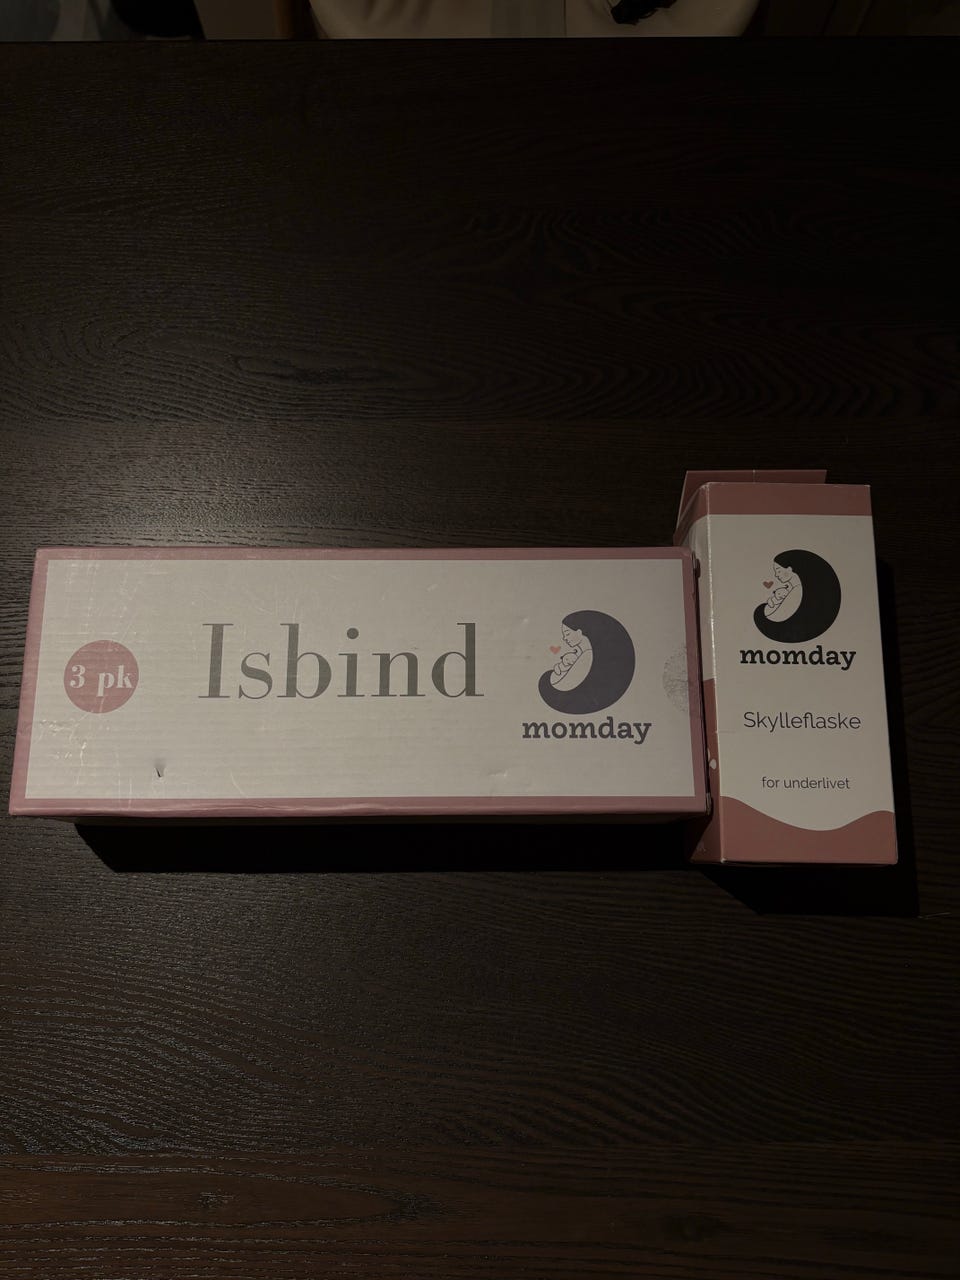 3 pk
Isbind
momday
momday
Skylleflaske
for underlivet